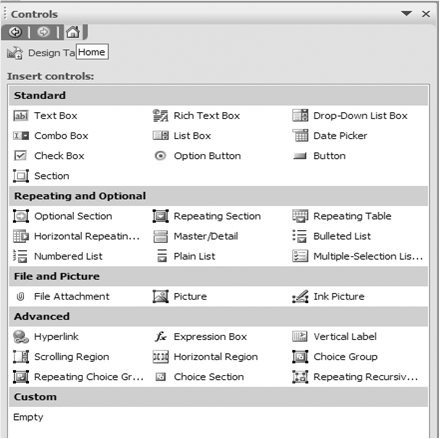 Controls
Design Ta Home
Insert controls:
Standard
Text Box Rich Text Box Drop-Down List Box
Combo Box List Box Date Picker
Check Box Option Button Button
Section
Repeating and Optional
Optional Section Repeating Section Repeating Table
Horizontal Repeatin... Master/Detail Bulleted List
Numbered List Plain List Multiple-Selection Lis...
File and Picture
File Attachment Picture Ink Picture
Advanced
Hyperlink Expression Box Vertical Label
Scrolling Region Horizontal Region Choice Group
Repeating Choice Gr... Choice Section Repeating Recursiv...
Custom
Empty